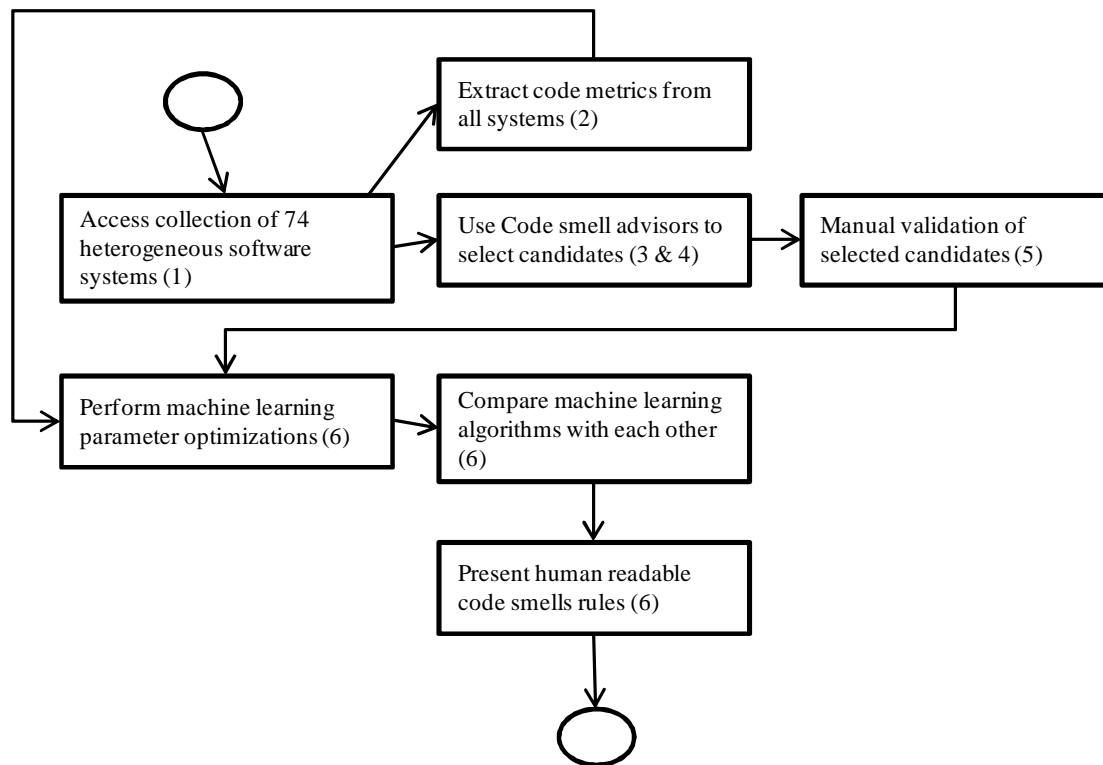 Extract code metrics from
all systems (2)
Access collection of 74
heterogeneous software
systems (1)
Use Code smell advisors to
select candidates (3 & 4)
Manual validation of
selected candidates (5)
Perform machine learning
parameter optimizations (6)
Compare machine learning
algorithms with each other
(6)
Present human readable
code smells rules (6)